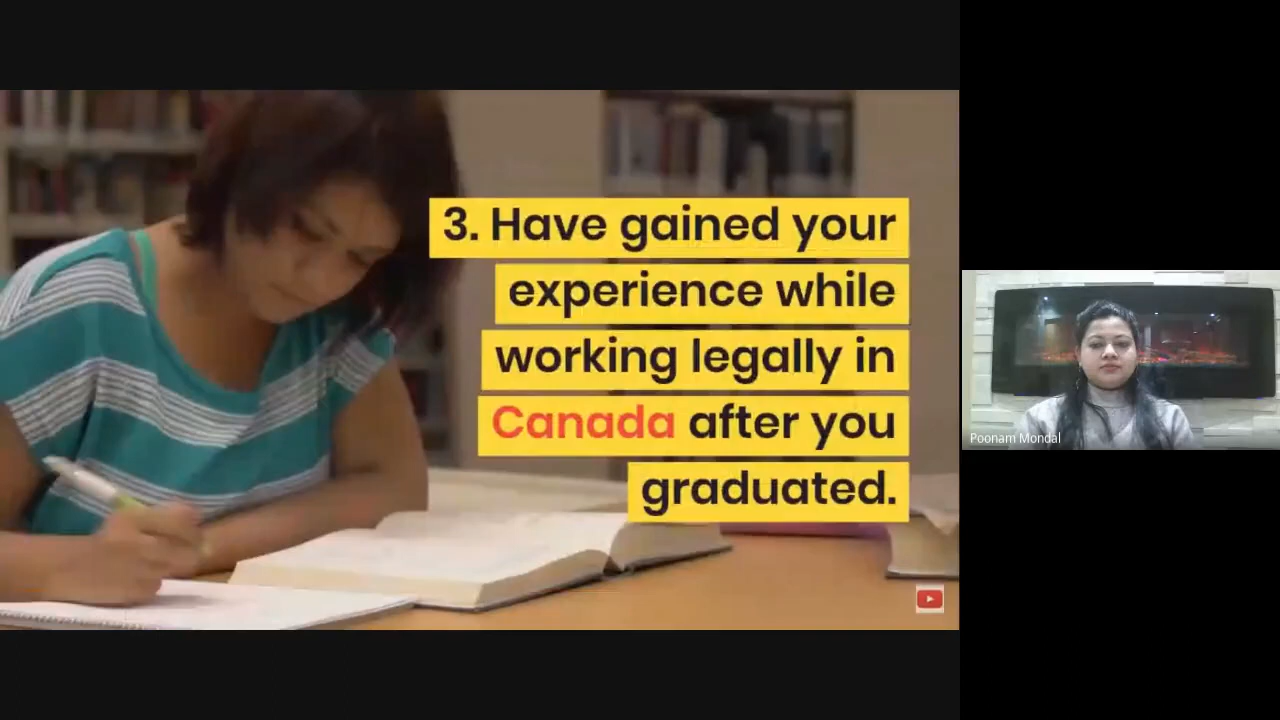 3. Have gained your
experience while
working legally in
Canada after you
graduated.
Poonam Mondal